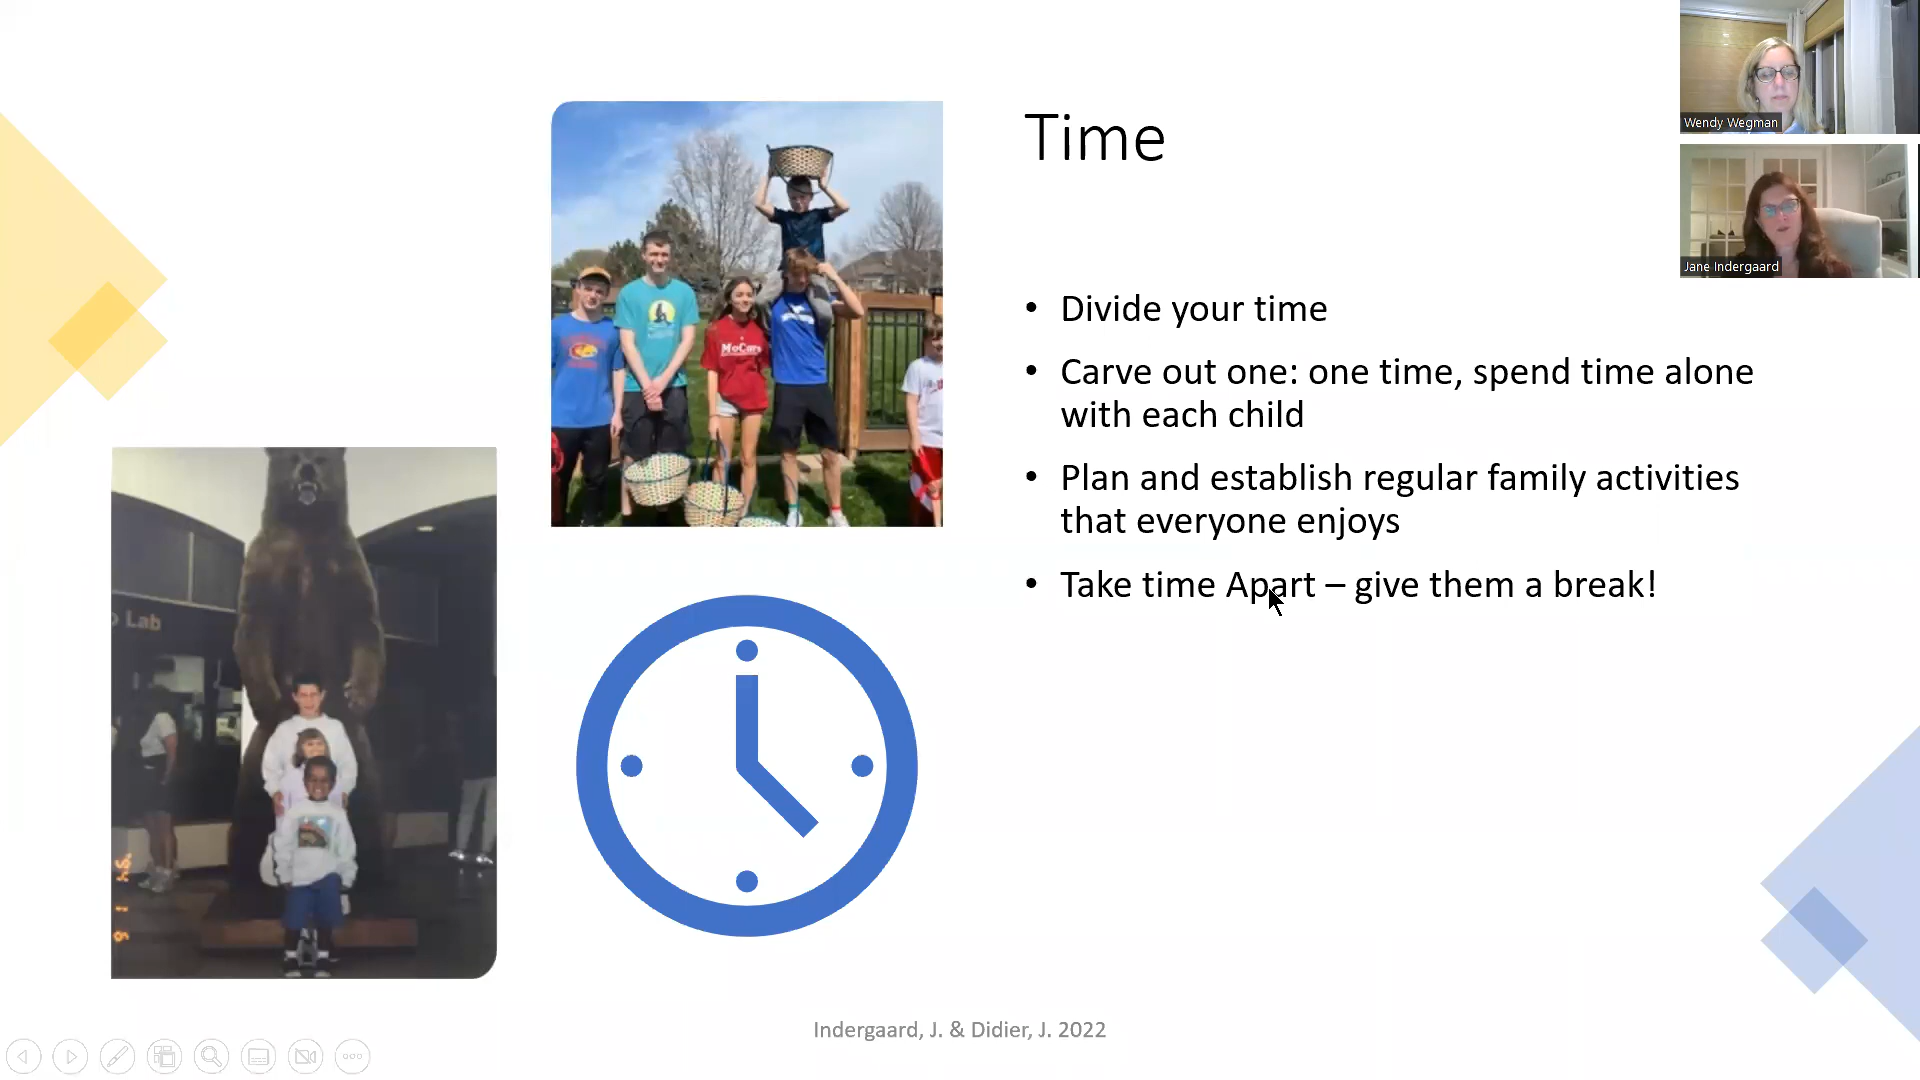 Time
• Divide your time
• Carve out one: one time, spend time alone
with each child
• Plan and establish regular family activities
that everyone enjoys
• Take time Apart – give them a break!
Wendy Wegman
Jane Indergaard
MoCars
Lab
Indergaard, J. & Didier, J. 2022